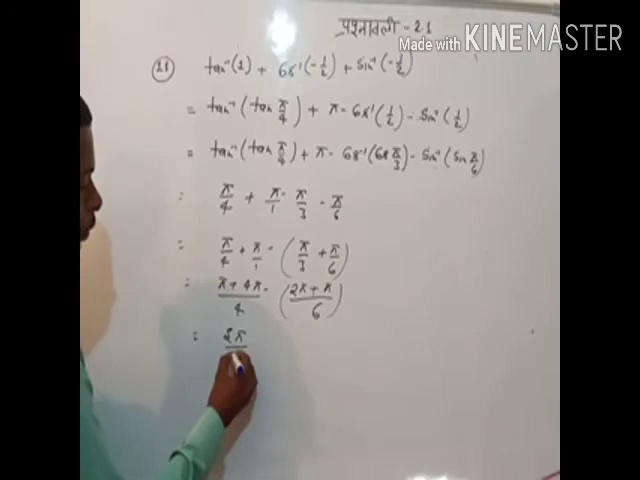 प्रश्नावली - 2.1
Made with KINEMASTER
tan⁻¹(1) + cos⁻¹(-1/2) + sin⁻¹(-1/2)
= tan⁻¹(tan π/4) + π - cos⁻¹(1/2) - sin⁻¹(1/2)
= tan⁻¹(tan π/4) + π - cos⁻¹(cos π/3) - sin⁻¹(sin π/6)
= π/4 + π/1 - π/3 - π/6
= π/4 + π/1 - (π/3 + π/6)
= (π + 4π)/4 - ((2π + π)/6)
= 5π